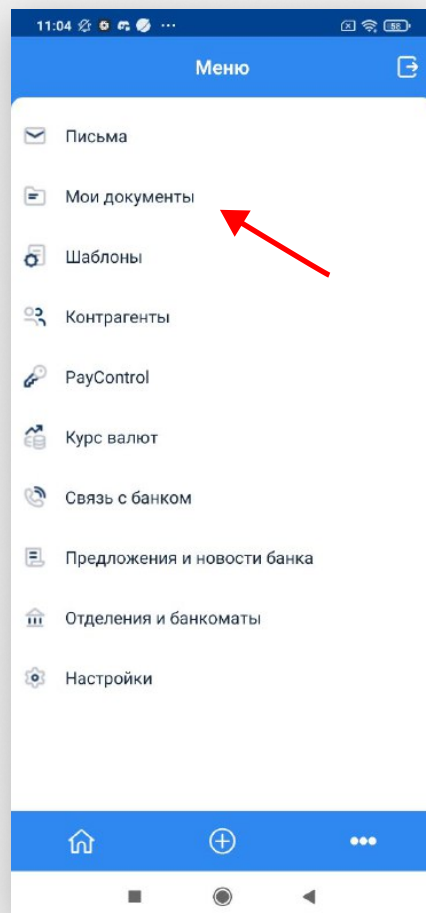 11:04
58
Меню
Письма
Мои документы
Шаблоны
Контрагенты
PayControl
Курс валют
Связь с банком
Предложения и новости банка
Отделения и банкоматы
Настройки